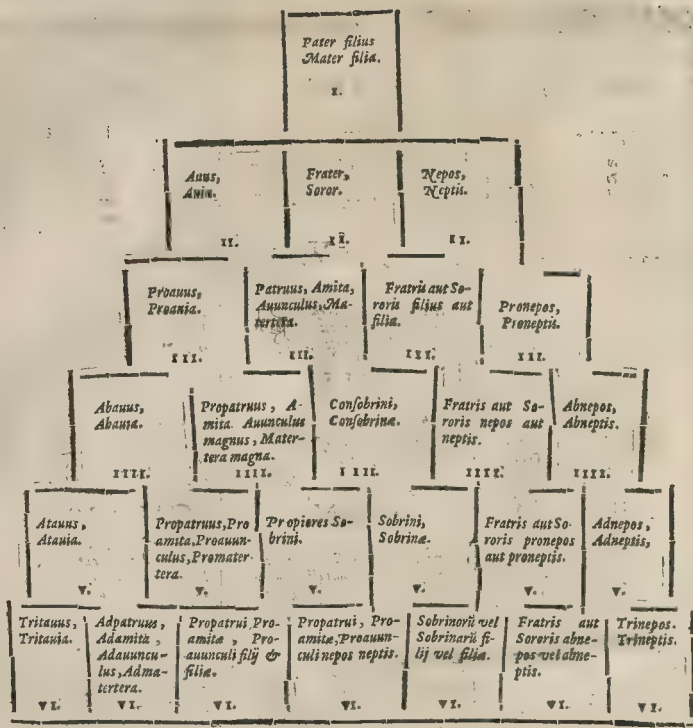 Pater filius
Mater filiæ.
I.
Auus,
Auia.
II.
Frater,
Soror.
II.
Nepos,
Neptis.
II.
Proauus,
Proauia.
III.
Patruus, Amita,
Auunculus, Ma-
tertera.
III.
Fratris aut So-
roris filius aut
filia.
III.
Pronepos,
Proneptis.
III.
Abauus,
Abauia.
IIII.
Propatruus, A-
mita Auunculus
magnus, Mater-
tera magna.
IIII.
Conſobrini,
Conſobrinæ.
IIII.
Fratris aut So-
roris nepos aut
neptis.
IIII.
Abnepos,
Abneptis.
IIII.
Atauus,
Atauia.
V.
Propatruus, Pro
amita, Proauun-
culus, Promater-
tera.
V.
Propiores So-
brini.
V.
Sobrini,
Sobrinæ.
V.
Fratris aut So-
roris pronepos
aut proneptis.
V.
Adnepos,
Adneptis,
V.
Tritauus,
Tritauia.
VI.
Adpatruus,
Adamita,
Adauuncu-
lus, Adma-
tertera.
VI.
Propatrui, Pro-
amitæ, Pro-
auunculi filij &
filiæ.
VI.
Propatrui, Pro-
amitæ, Proauun-
culi nepos neptis.
VI.
Sobrinorū vel
Sobrinarū fi-
lij vel filiæ.
VI.
Fratris aut
Sororis abne-
pos vel abne-
ptis.
VI.
Trinepos.
Trineptis.
VI.